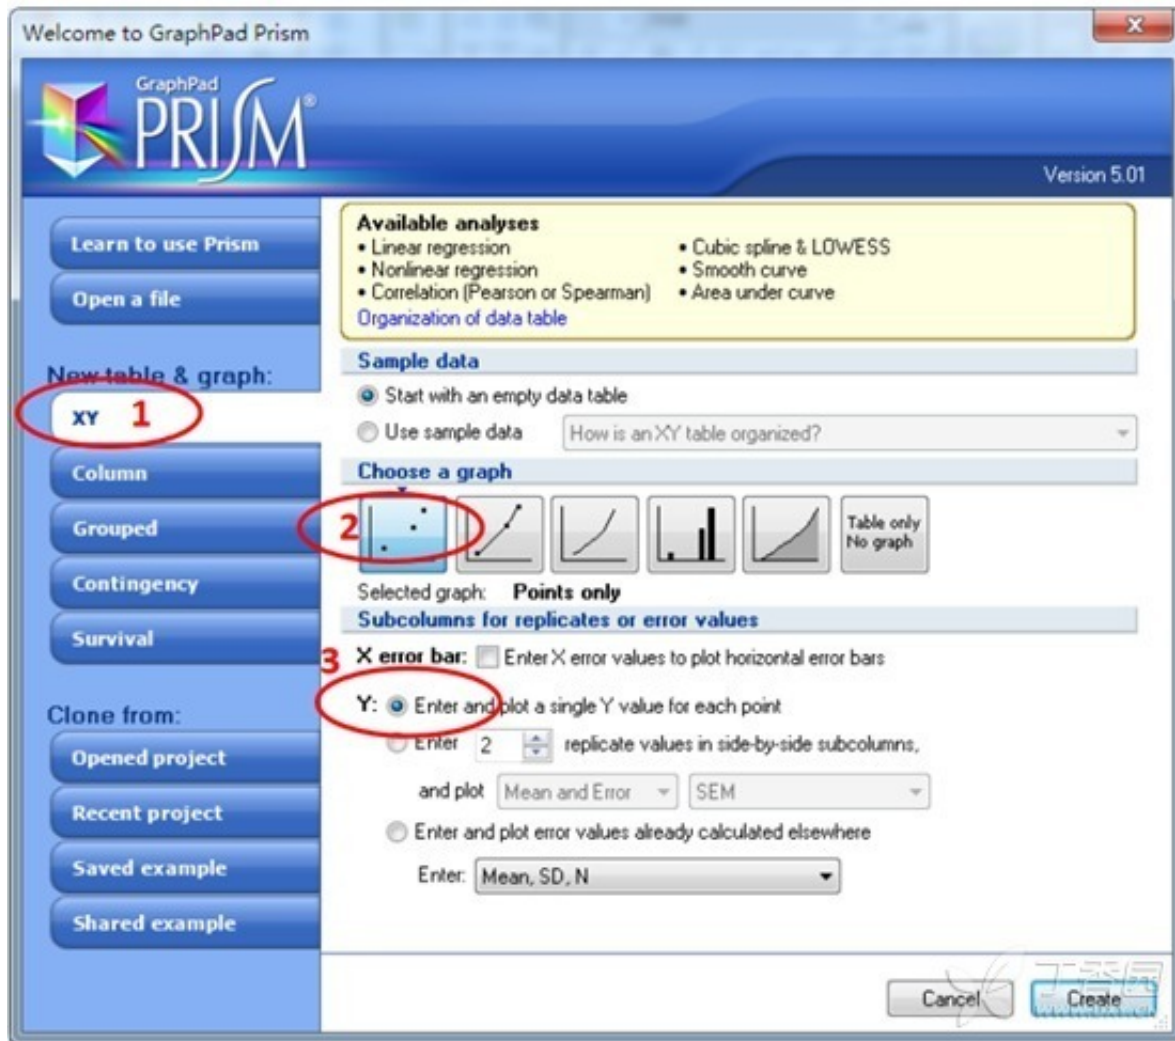 Welcome to GraphPad Prism
GraphPad
PRISM®
Version 5.01
Learn to use Prism
Open a file
New table & graph:
XY 1
Column
Grouped
Contingency
Survival
Clone from:
Opened project
Recent project
Saved example
Shared example
Available analyses
• Linear regression
• Nonlinear regression
• Correlation (Pearson or Spearman)
• Cubic spline & LOWESS
• Smooth curve
• Area under curve
Organization of data table
Sample data
Start with an empty data table
Use sample data How is an XY table organized?
Choose a graph
2
Table only
No graph
Selected graph: Points only
Subcolumns for replicates or error values
3 X error bar: Enter X error values to plot horizontal error bars
Y: Enter and plot a single Y value for each point
Enter 2 replicate values in side-by-side subcolumns,
and plot Mean and Error SEM
Enter and plot error values already calculated elsewhere
Enter: Mean, SD, N
Cancel Create
丁香园